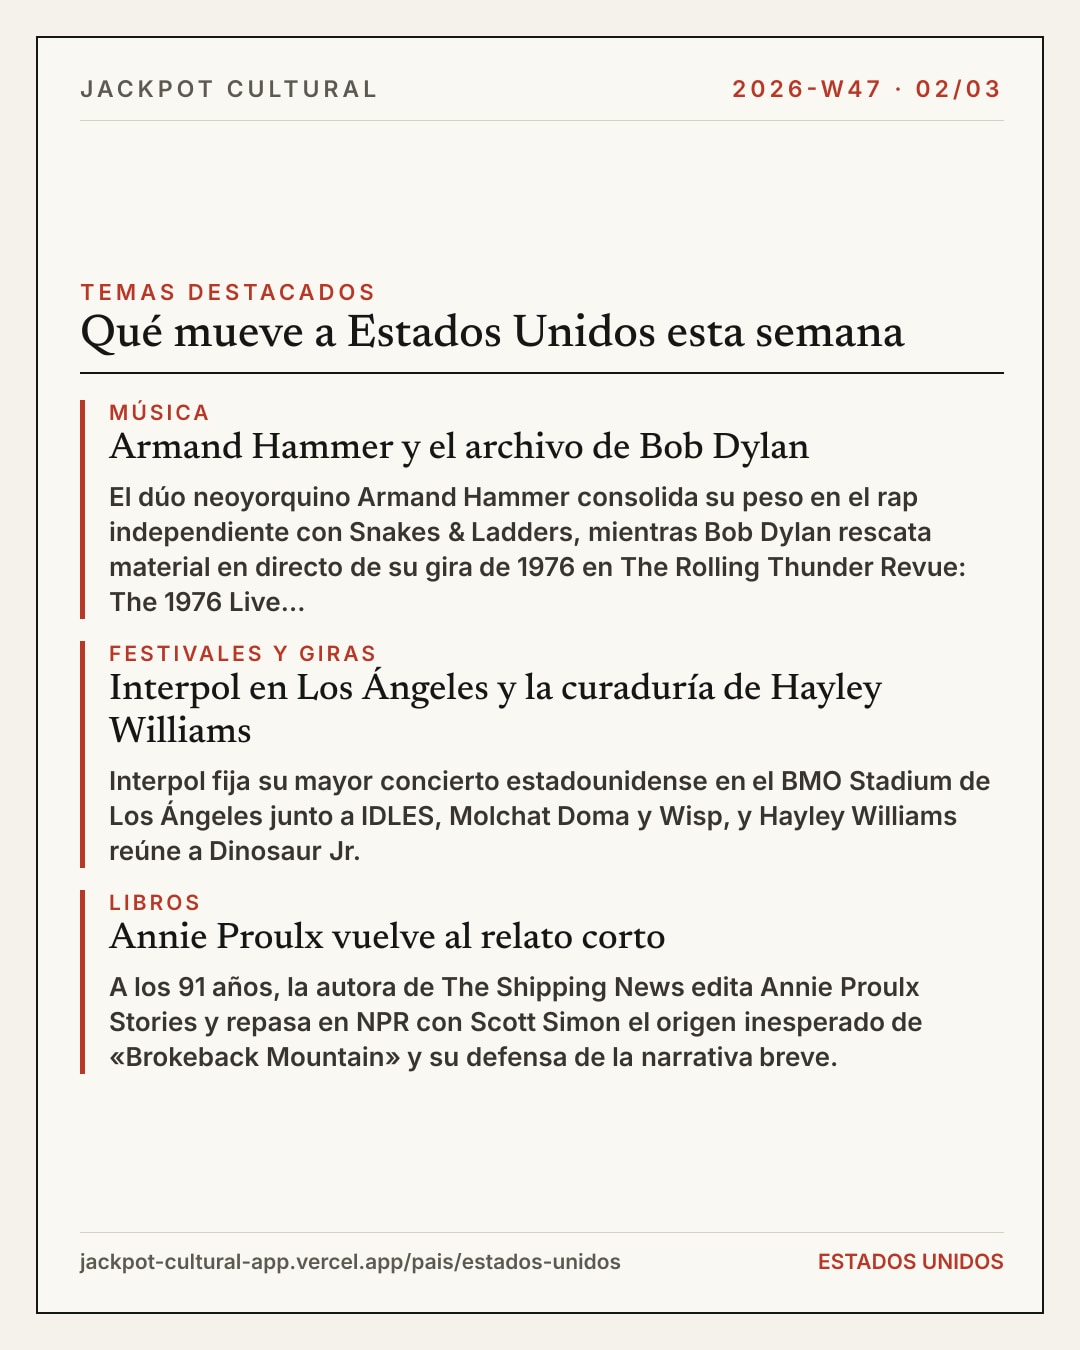 JACKPOT CULTURAL
2026-W47 · 02/03
TEMAS DESTACADOS
Qué mueve a Estados Unidos esta semana
MÚSICA
Armand Hammer y el archivo de Bob Dylan
El dúo neoyorquino Armand Hammer consolida su peso en el rap
independiente con Snakes & Ladders, mientras Bob Dylan rescata
material en directo de su gira de 1976 en The Rolling Thunder Revue:
The 1976 Live...
FESTIVALES Y GIRAS
Interpol en Los Ángeles y la curaduría de Hayley
Williams
Interpol fija su mayor concierto estadounidense en el BMO Stadium de
Los Ángeles junto a IDLES, Molchat Doma y Wisp, y Hayley Williams
reúne a Dinosaur Jr.
LIBROS
Annie Proulx vuelve al relato corto
A los 91 años, la autora de The Shipping News edita Annie Proulx
Stories y repasa en NPR con Scott Simon el origen inesperado de
«Brokeback Mountain» y su defensa de la narrativa breve.
jackpot-cultural-app.vercel.app/pais/estados-unidos
ESTADOS UNIDOS